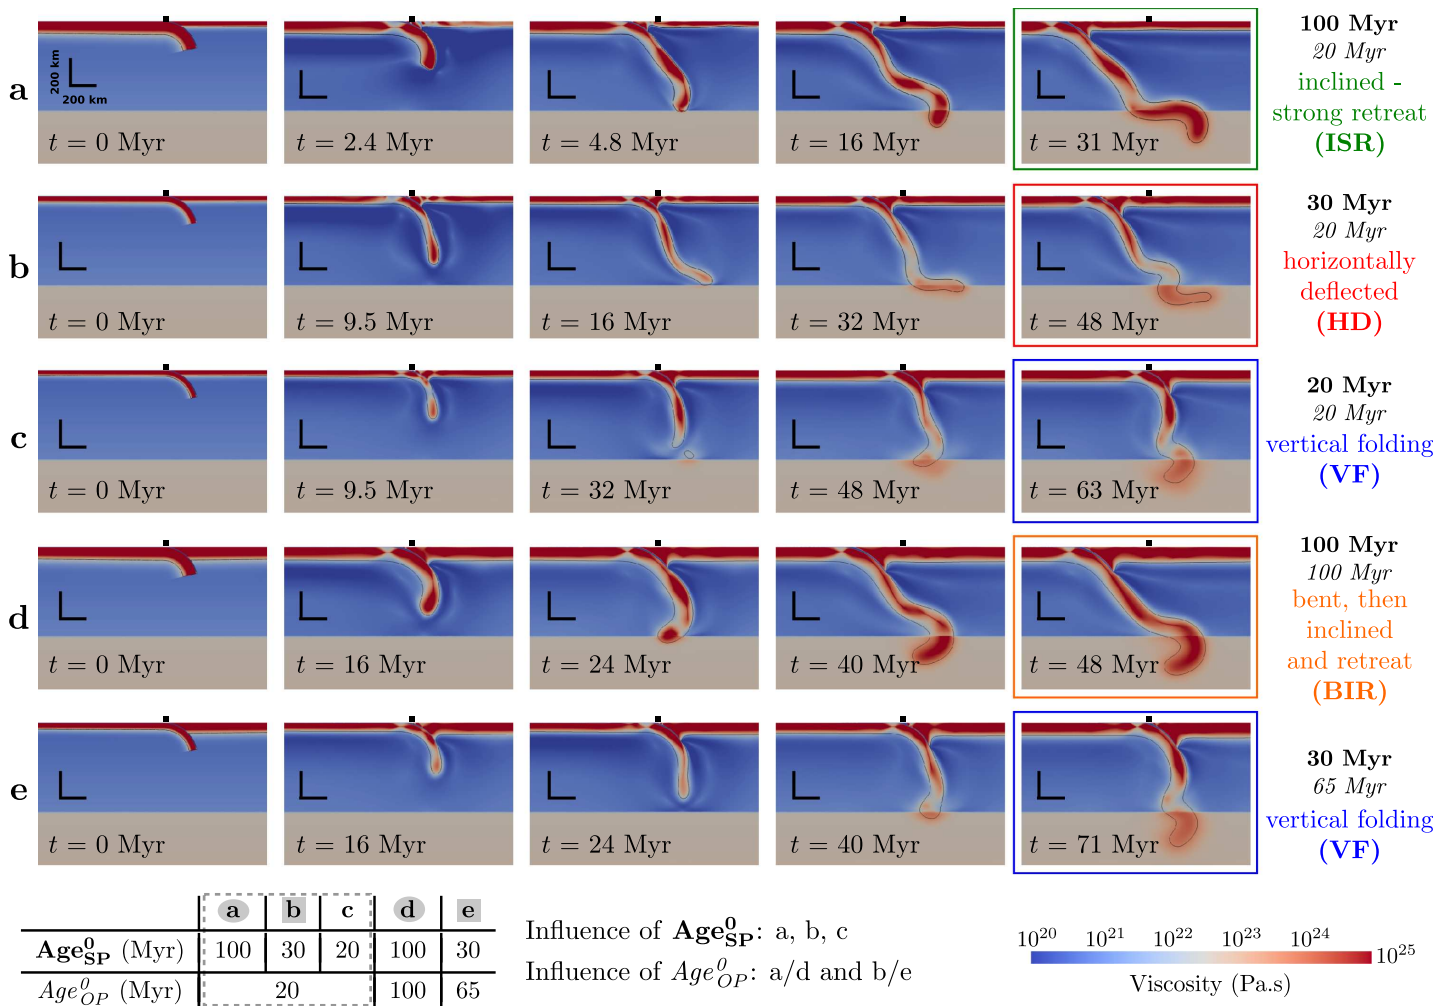 a
200 km
200 km
t = 0 Myr
t = 2.4 Myr
t = 4.8 Myr
t = 16 Myr
t = 31 Myr
100 Myr
20 Myr
inclined -
strong retreat
(ISR)
b
t = 0 Myr
t = 9.5 Myr
t = 16 Myr
t = 32 Myr
t = 48 Myr
30 Myr
20 Myr
horizontally
deflected
(HD)
c
t = 0 Myr
t = 9.5 Myr
t = 32 Myr
t = 48 Myr
t = 63 Myr
20 Myr
20 Myr
vertical folding
(VF)
d
t = 0 Myr
t = 16 Myr
t = 24 Myr
t = 40 Myr
t = 48 Myr
100 Myr
100 Myr
bent, then
inclined
and retreat
(BIR)
e
t = 0 Myr
t = 16 Myr
t = 24 Myr
t = 40 Myr
t = 71 Myr
30 Myr
65 Myr
vertical folding
(VF)
a b c d e
Age⁰_SP (Myr) 100 30 20 100 30
Age⁰_OP (Myr) 20 100 65
Influence of Age⁰_SP: a, b, c
Influence of Age⁰_OP: a/d and b/e
10²⁰ 10²¹ 10²² 10²³ 10²⁴ 10²⁵
Viscosity (Pa.s)